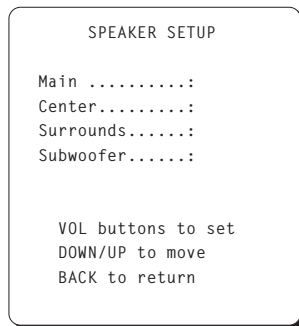 SPEAKER SETUP
Main ..........:
Center.........:
Surrounds......:
Subwoofer......:
VOL buttons to set
DOWN/UP to move
BACK to return